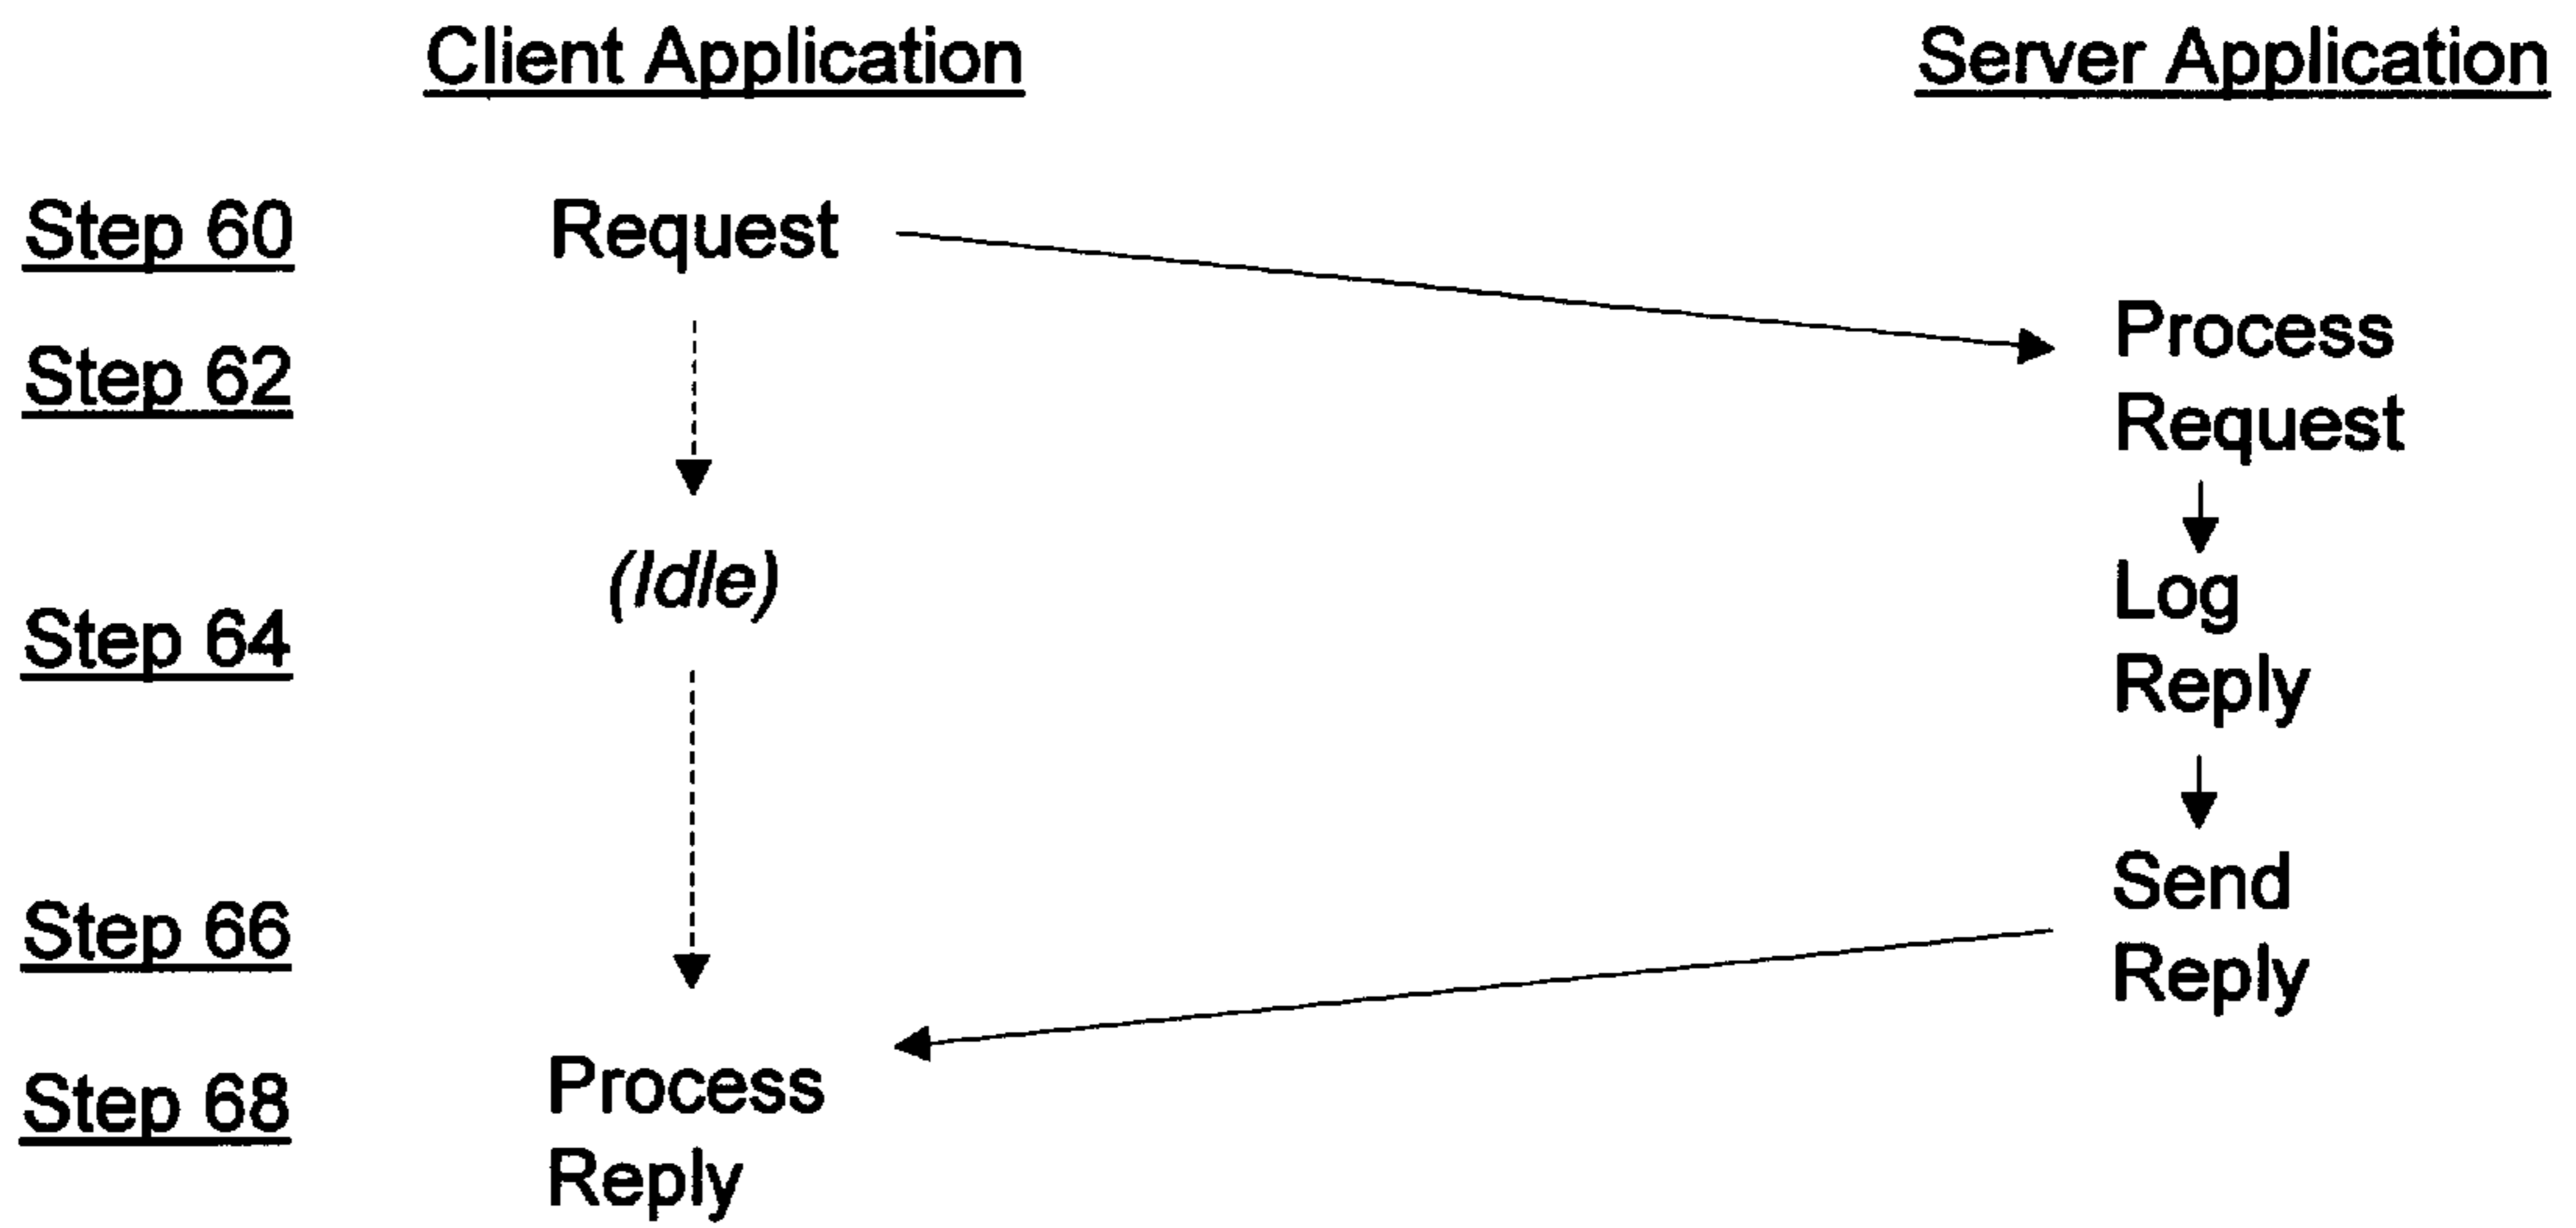 Client Application Server Application
Step 60 Request
Step 62 Process
Request
(Idle)
Log
Step 64 Reply
Send
Step 66 Reply
Process
Step 68 Reply